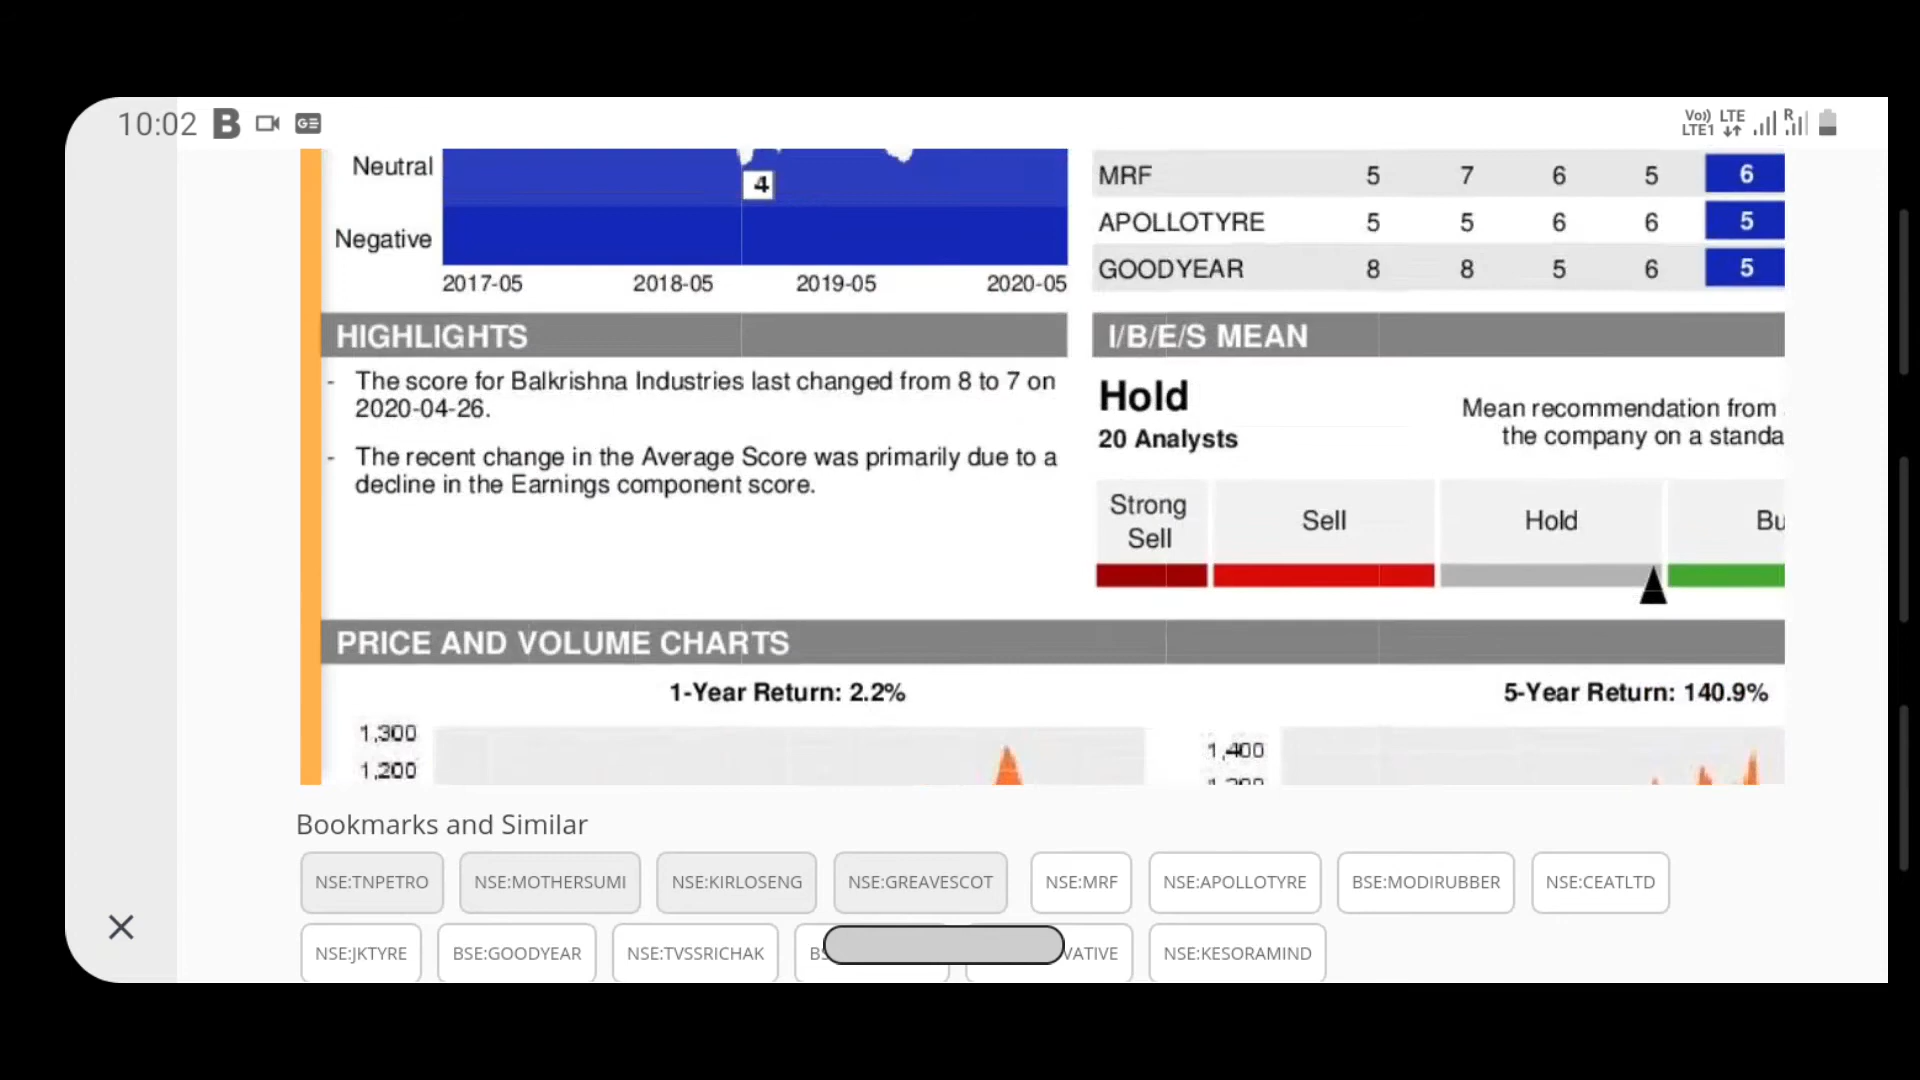 10:02 B GE Vo)) LTE1 LTE R
Neutral
4
Negative
2017-05 2018-05 2019-05 2020-05
MRF 5 7 6 5 6
APOLLOTYRE 5 5 6 6 5
GOODYEAR 8 8 5 6 5
HIGHLIGHTS
- The score for Balkrishna Industries last changed from 8 to 7 on
2020-04-26.
- The recent change in the Average Score was primarily due to a
decline in the Earnings component score.
I/B/E/S MEAN
Hold
20 Analysts
Mean recommendation from
the company on a standa
Strong
Sell
Sell
Hold
Bu
PRICE AND VOLUME CHARTS
1-Year Return: 2.2%
5-Year Return: 140.9%
1,300
1,200
1,400
Bookmarks and Similar
NSE:TNPETRO NSE:MOTHERSUMI NSE:KIRLOSENG NSE:GREAVESCOT NSE:MRF NSE:APOLLOTYRE BSE:MODIRUBBER NSE:CEATLTD
NSE:JKTYRE BSE:GOODYEAR NSE:TVSSRICHAK VATIVE NSE:KESORAMIND